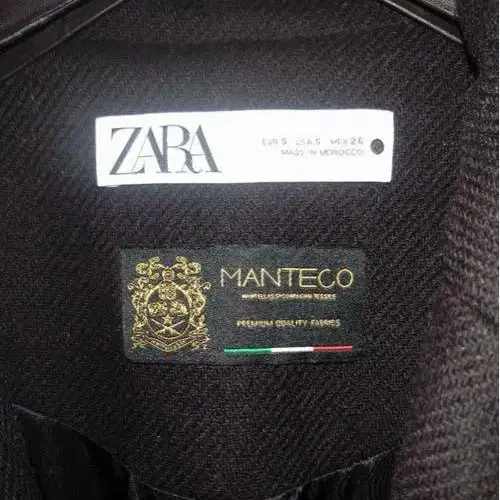 ZARA
EUR S USA S MEX 26
MADE IN MOROCCO
MANTECO
PREMIUM QUALITY FABRICS